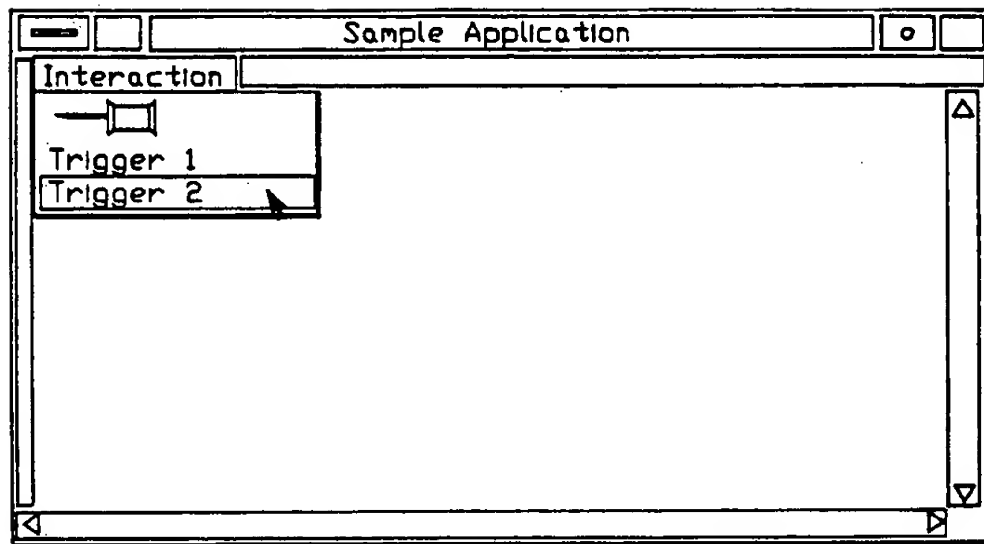 Sample Application
Interaction
Trigger 1
Trigger 2